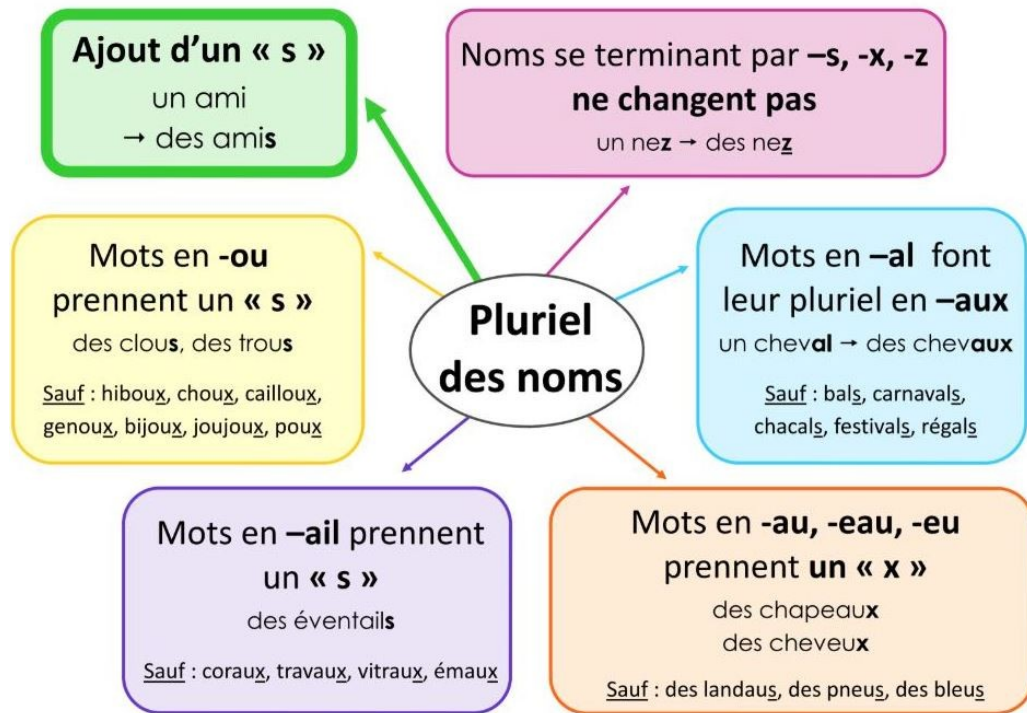 Ajout d’un « s »
un ami
→ des amis
Noms se terminant par –s, -x, -z
ne changent pas
un nez → des nez
Mots en -ou
prennent un « s »
des clous, des trous
Sauf : hiboux, choux, cailloux,
genoux, bijoux, joujoux, poux
Pluriel
des noms
Mots en –al font
leur pluriel en –aux
un cheval → des chevaux
Sauf : bals, carnavals,
chacals, festivals, régals
Mots en –ail prennent
un « s »
des éventails
Sauf : coraux, travaux, vitraux, émaux
Mots en -au, -eau, -eu
prennent un « x »
des chapeaux
des cheveux
Sauf : des landaus, des pneus, des bleus